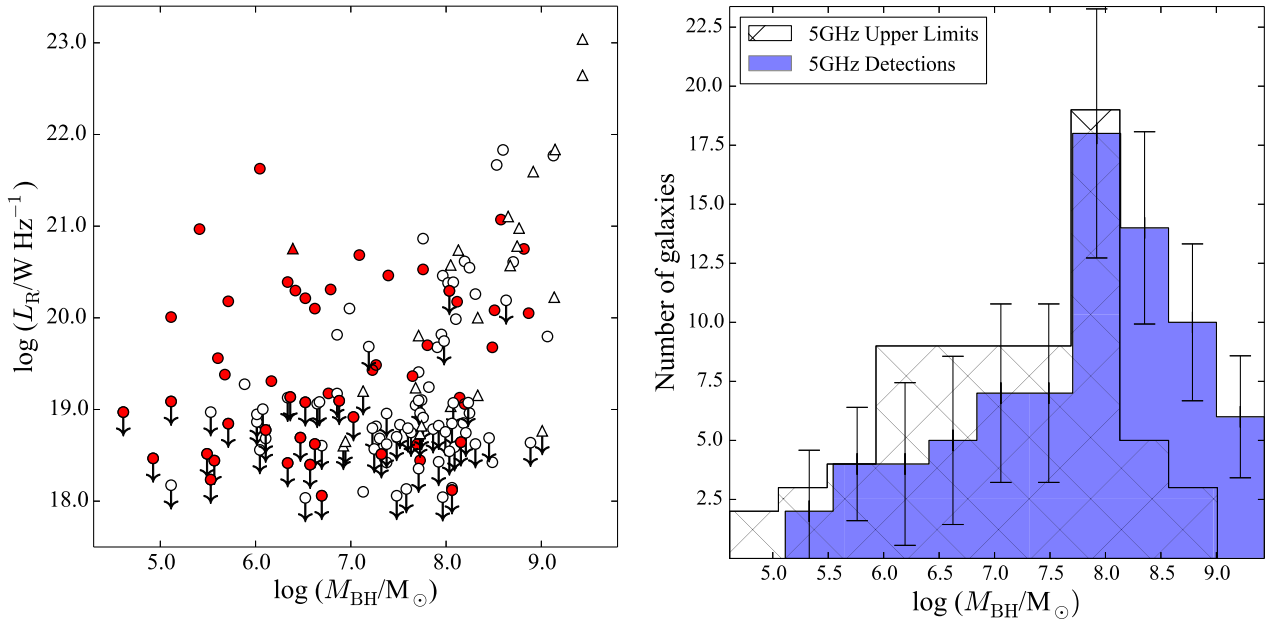 23.0
22.0
21.0
20.0
19.0
18.0
log (L_R/W Hz⁻¹)
5.0 6.0 7.0 8.0 9.0
log (M_BH/M_⊙)
5GHz Upper Limits
5GHz Detections
22.5
20.0
17.5
15.0
12.5
10.0
7.5
5.0
2.5
Number of galaxies
5.0 5.5 6.0 6.5 7.0 7.5 8.0 8.5 9.0
log (M_BH/M_⊙)